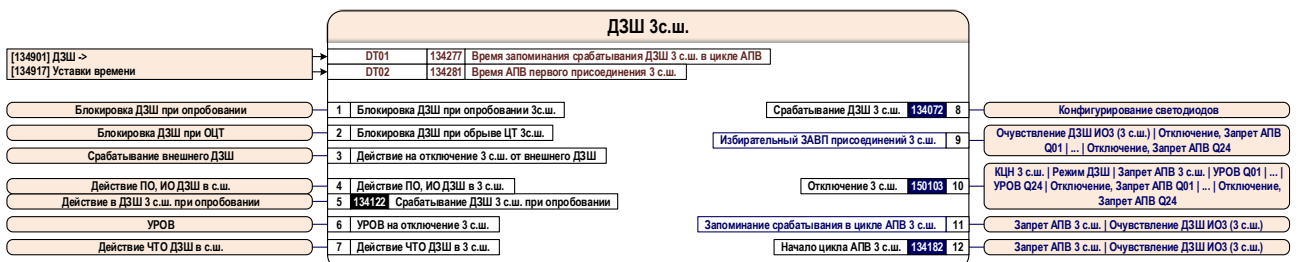 ДЗШ 3с.ш.
[134901] ДЗШ ->
[134917] Уставки времени
DT01 134277 Время запоминания срабатывания ДЗШ 3 с.ш. в цикле АПВ
DT02 134281 Время АПВ первого присоединения 3 с.ш.
Блокировка ДЗШ при опробовании 1 Блокировка ДЗШ при опробовании 3с.ш.
Блокировка ДЗШ при ОЦТ 2 Блокировка ДЗШ при обрыве ЦТ 3с.ш.
Срабатывание внешнего ДЗШ 3 Действие на отключение 3 с.ш. от внешнего ДЗШ
Действие ПО, ИО ДЗШ в с.ш. 4 Действие ПО, ИО ДЗШ в 3 с.ш.
Действие в ДЗШ 3 с.ш. при опробовании 5 134122 Срабатывание ДЗШ 3 с.ш. при опробовании
УРОВ 6 УРОВ на отключение 3 с.ш.
Действие ЧТО ДЗШ в с.ш. 7 Действие ЧТО ДЗШ в 3 с.ш.
Срабатывание ДЗШ 3 с.ш. 134072 8 Конфигурирование светодиодов
Избирательный ЗАВП присоединений 3 с.ш. 9
Очувствление ДЗШ ИО3 (3 с.ш.) | Отключение, Запрет АПВ
Q01 | ... | Отключение, Запрет АПВ Q24
Отключение 3 с.ш. 150103 10
КЦН 3 с.ш. | Режим ДЗШ | Запрет АПВ 3 с.ш. | УРОВ Q01 | ... |
УРОВ Q24 | Отключение, Запрет АПВ Q01 | ... | Отключение,
Запрет АПВ Q24
Запоминание срабатывания в цикле АПВ 3 с.ш. 11 Запрет АПВ 3 с.ш. | Очувствление ДЗШ ИО3 (3 с.ш.)
Начало цикла АПВ 3 с.ш. 134182 12 Запрет АПВ 3 с.ш. | Очувствление ДЗШ ИО3 (3 с.ш.)